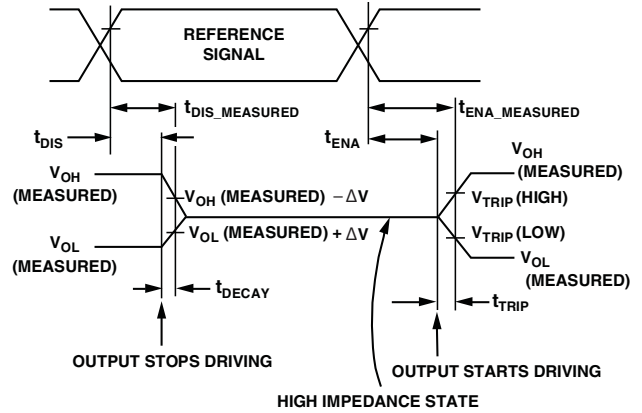 REFERENCE
SIGNAL
tDIS_MEASURED
tENA_MEASURED
tDIS
tENA
VOH
(MEASURED)
VOH (MEASURED) − ΔV
VOL (MEASURED) + ΔV
VOL
(MEASURED)
VOH
(MEASURED)
VTRIP (HIGH)
VTRIP (LOW)
VOL
(MEASURED)
tDECAY
tTRIP
OUTPUT STOPS DRIVING
OUTPUT STARTS DRIVING
HIGH IMPEDANCE STATE